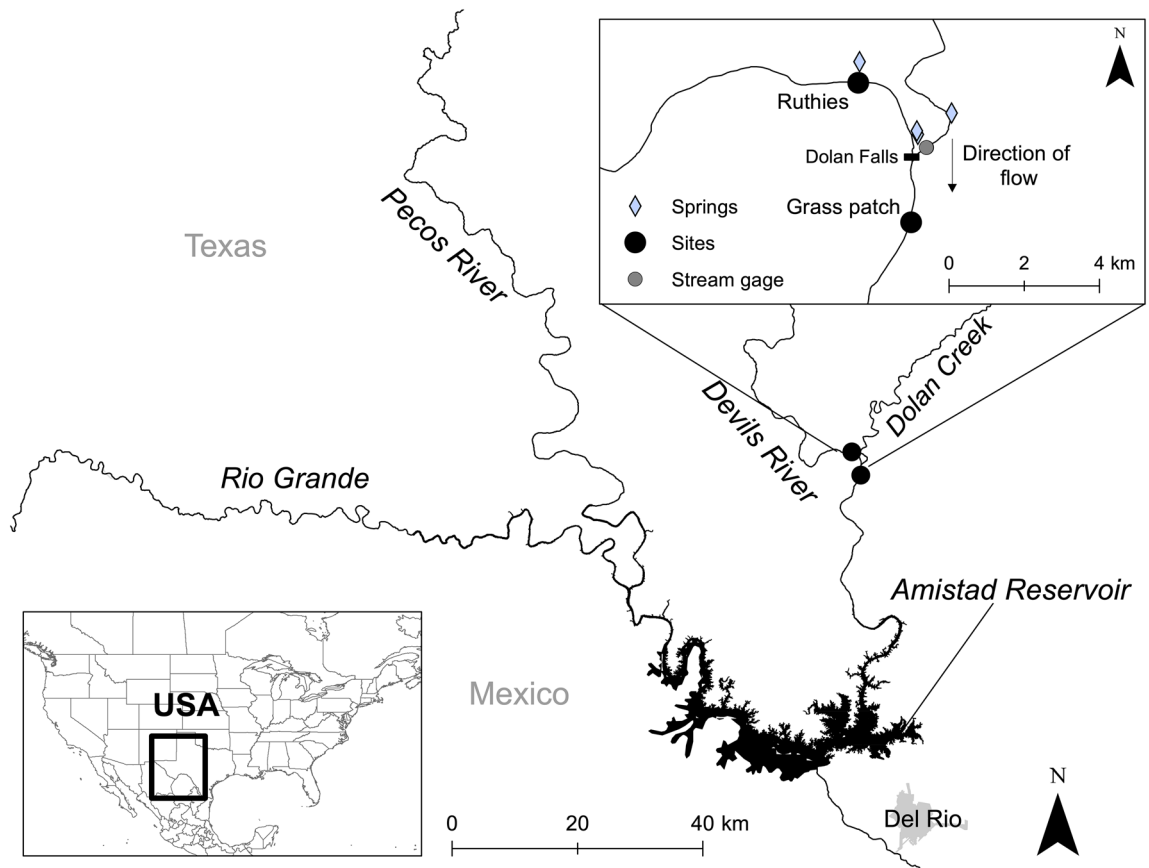 N
Ruthies
Dolan Falls
Direction of
flow
Springs
Grass patch
Sites
0 2 4 km
Stream gage
Pecos River
Texas
Dolan Creek
Devils River
Rio Grande
Amistad Reservoir
USA
Mexico
N
0 20 40 km
Del Rio